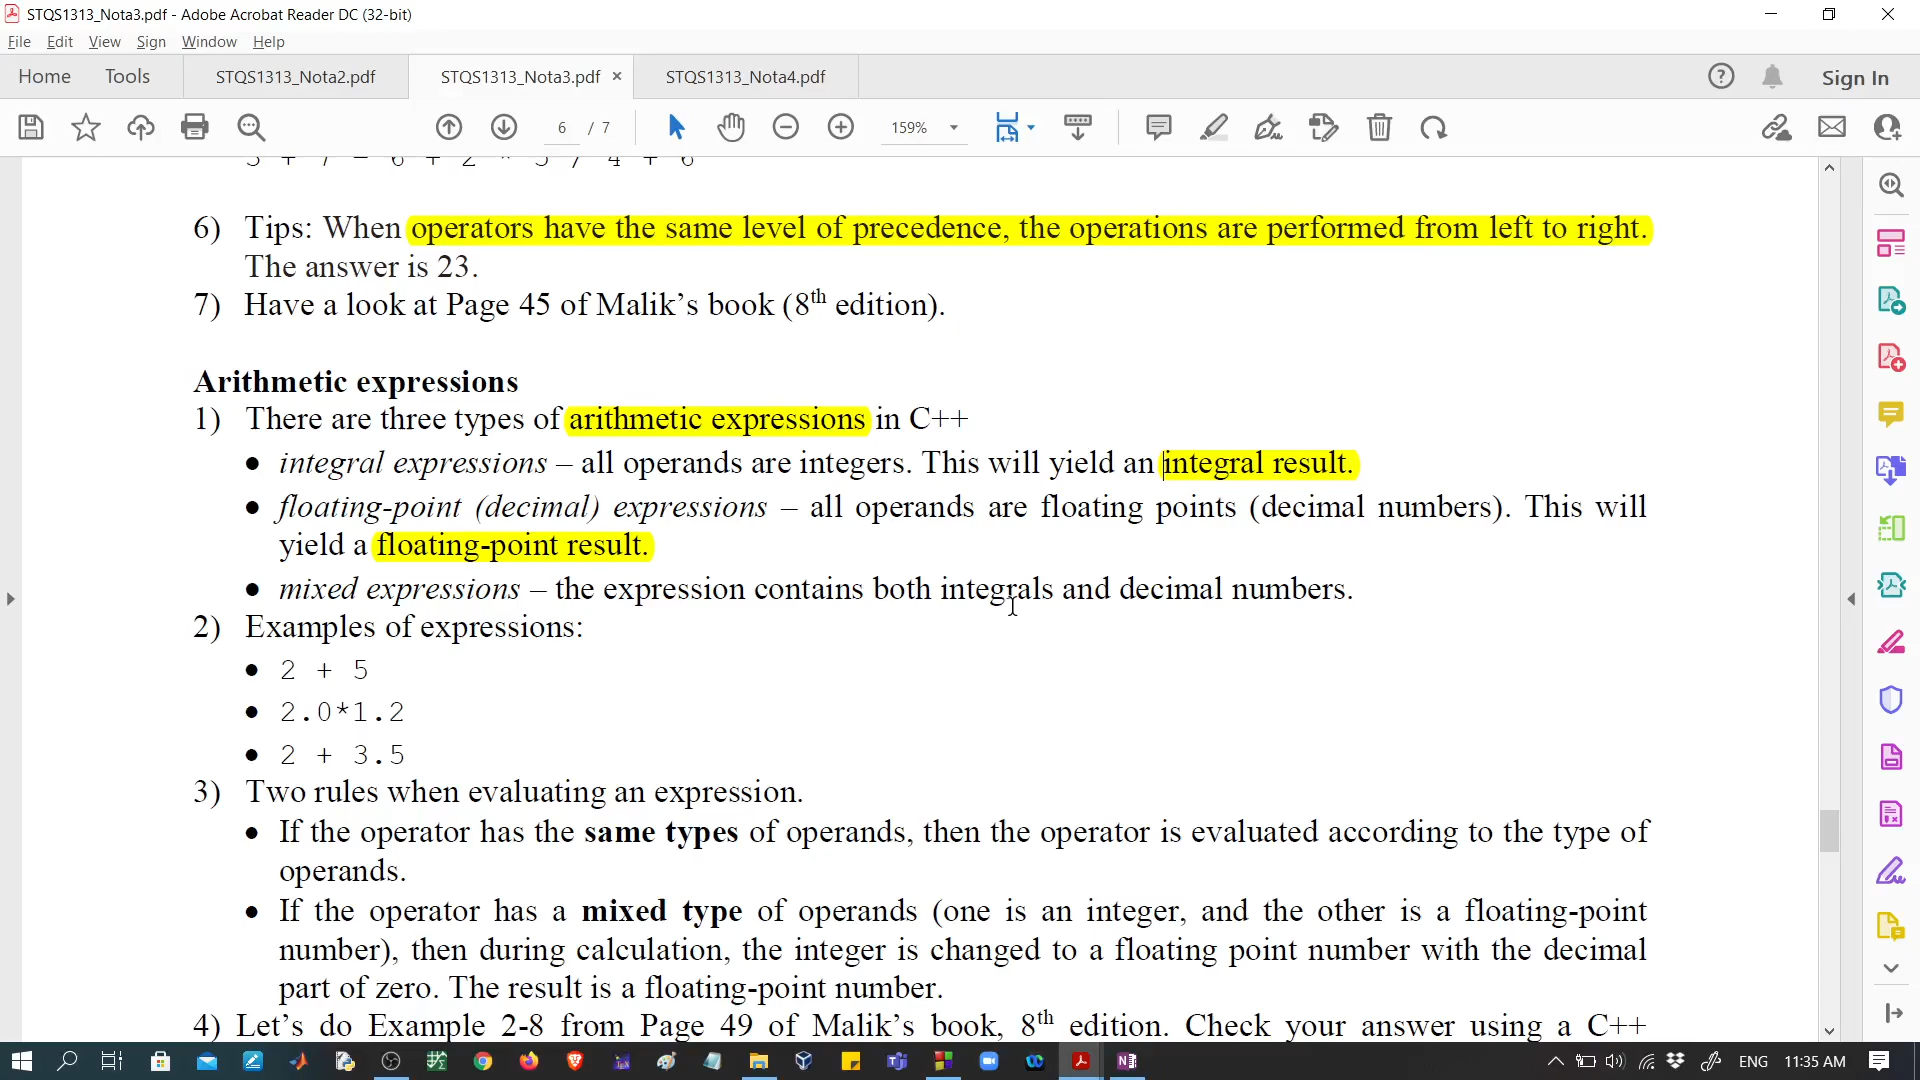 STQS1313_Nota3.pdf - Adobe Acrobat Reader DC (32-bit)
File Edit View Sign Window Help
Home Tools STQS1313_Nota2.pdf STQS1313_Nota3.pdf × STQS1313_Nota4.pdf Sign In
6 / 7 159%
6) Tips: When operators have the same level of precedence, the operations are performed from left to right.
The answer is 23.
7) Have a look at Page 45 of Malik’s book (8th edition).
Arithmetic expressions
1) There are three types of arithmetic expressions in C++
• integral expressions – all operands are integers. This will yield an integral result.
• floating-point (decimal) expressions – all operands are floating points (decimal numbers). This will
yield a floating-point result.
• mixed expressions – the expression contains both integrals and decimal numbers.
2) Examples of expressions:
• 2 + 5
• 2.0*1.2
• 2 + 3.5
3) Two rules when evaluating an expression.
• If the operator has the same types of operands, then the operator is evaluated according to the type of
operands.
• If the operator has a mixed type of operands (one is an integer, and the other is a floating-point
number), then during calculation, the integer is changed to a floating point number with the decimal
part of zero. The result is a floating-point number.
4) Let’s do Example 2-8 from Page 49 of Malik’s book, 8th edition. Check your answer using a C++
ENG 11:35 AM